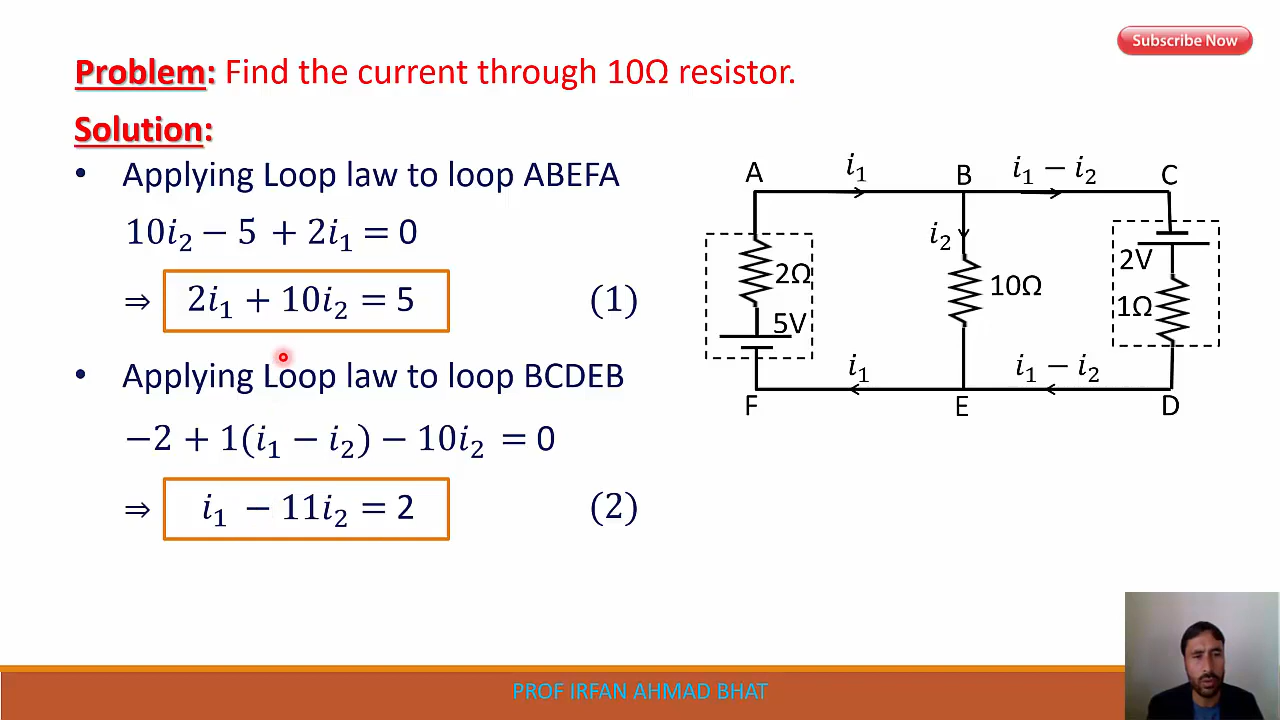 Subscribe Now
Problem: Find the current through 10Ω resistor.
Solution:
• Applying Loop law to loop ABEFA
10i₂ − 5 + 2i₁ = 0
⇒ 2i₁ + 10i₂ = 5 (1)
• Applying Loop law to loop BCDEB
−2 + 1(i₁ − i₂) − 10i₂ = 0
⇒ i₁ − 11i₂ = 2 (2)
A i₁ B i₁ − i₂ C
i₂
2V
2Ω
10Ω
1Ω
5V
i₁ i₁ − i₂
F E D
PROF IRFAN AHMAD BHAT